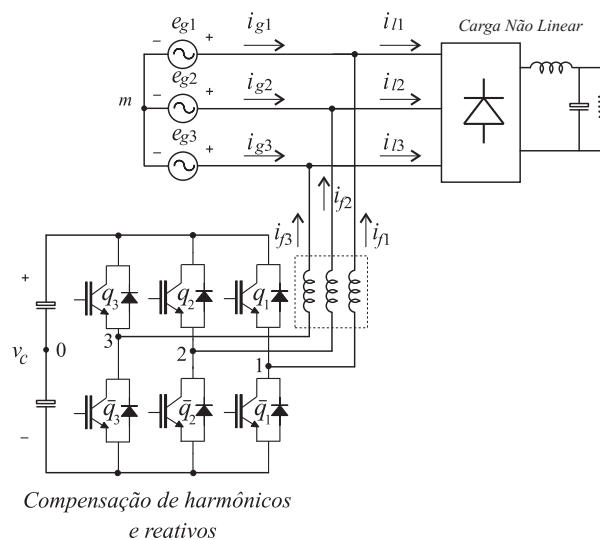 e_g1
i_g1
i_l1
Carga Não Linear
− +
e_g2
i_g2
i_l2
m
− +
e_g3
i_g3
i_l3
− +
i_f3
i_f2
i_f1
+
q_3
q_2
q_1
3
v_c
0
2
1
q̄_3
q̄_2
q̄_1
−
Compensação de harmônicos
e reativos